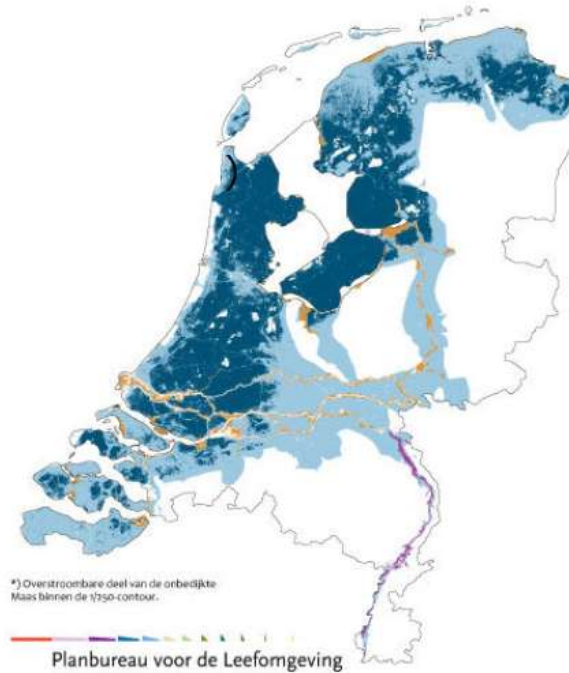 *) Overstroombare deel van de onbedijkte
Maas binnen de 1/250-contour.
Planbureau voor de Leefomgeving